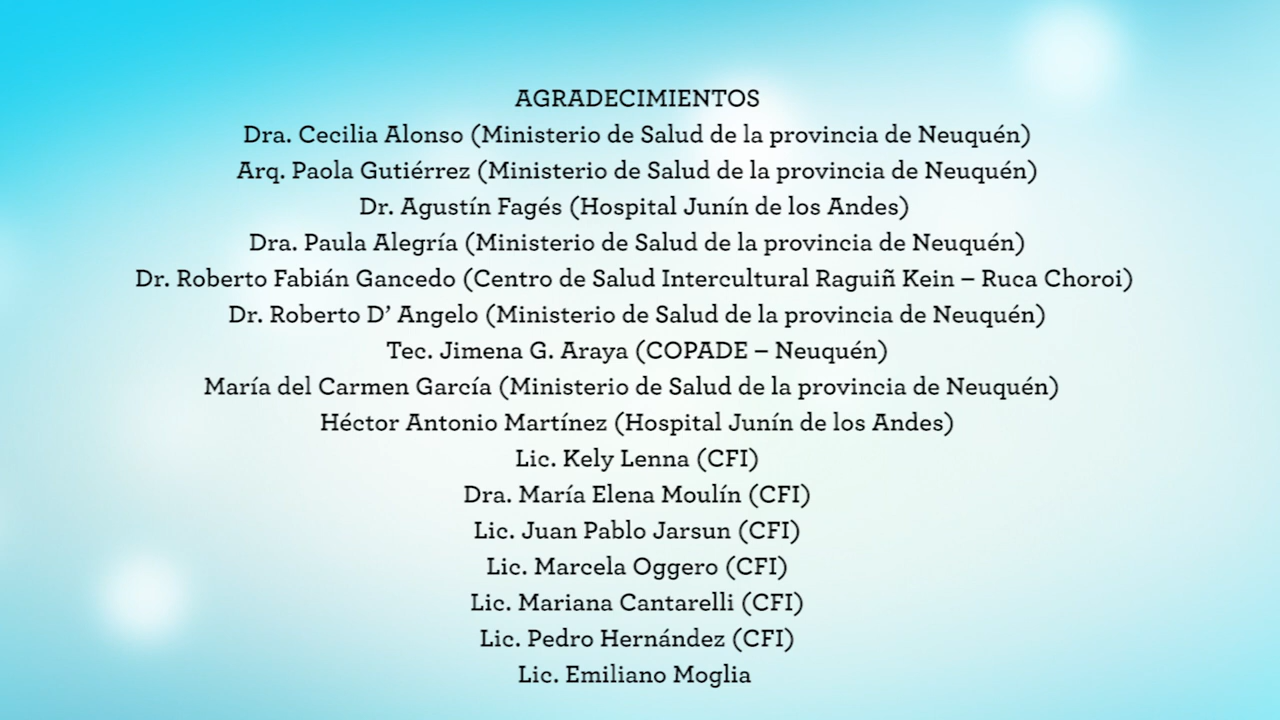 AGRADECIMIENTOS
Dra. Cecilia Alonso (Ministerio de Salud de la provincia de Neuquén)
Arq. Paola Gutiérrez (Ministerio de Salud de la provincia de Neuquén)
Dr. Agustín Fagés (Hospital Junín de los Andes)
Dra. Paula Alegría (Ministerio de Salud de la provincia de Neuquén)
Dr. Roberto Fabián Gancedo (Centro de Salud Intercultural Raguiñ Kein – Ruca Choroi)
Dr. Roberto D’ Angelo (Ministerio de Salud de la provincia de Neuquén)
Tec. Jimena G. Araya (COPADE – Neuquén)
María del Carmen García (Ministerio de Salud de la provincia de Neuquén)
Héctor Antonio Martínez (Hospital Junín de los Andes)
Lic. Kely Lenna (CFI)
Dra. María Elena Moulín (CFI)
Lic. Juan Pablo Jarsun (CFI)
Lic. Marcela Oggero (CFI)
Lic. Mariana Cantarelli (CFI)
Lic. Pedro Hernández (CFI)
Lic. Emiliano Moglia